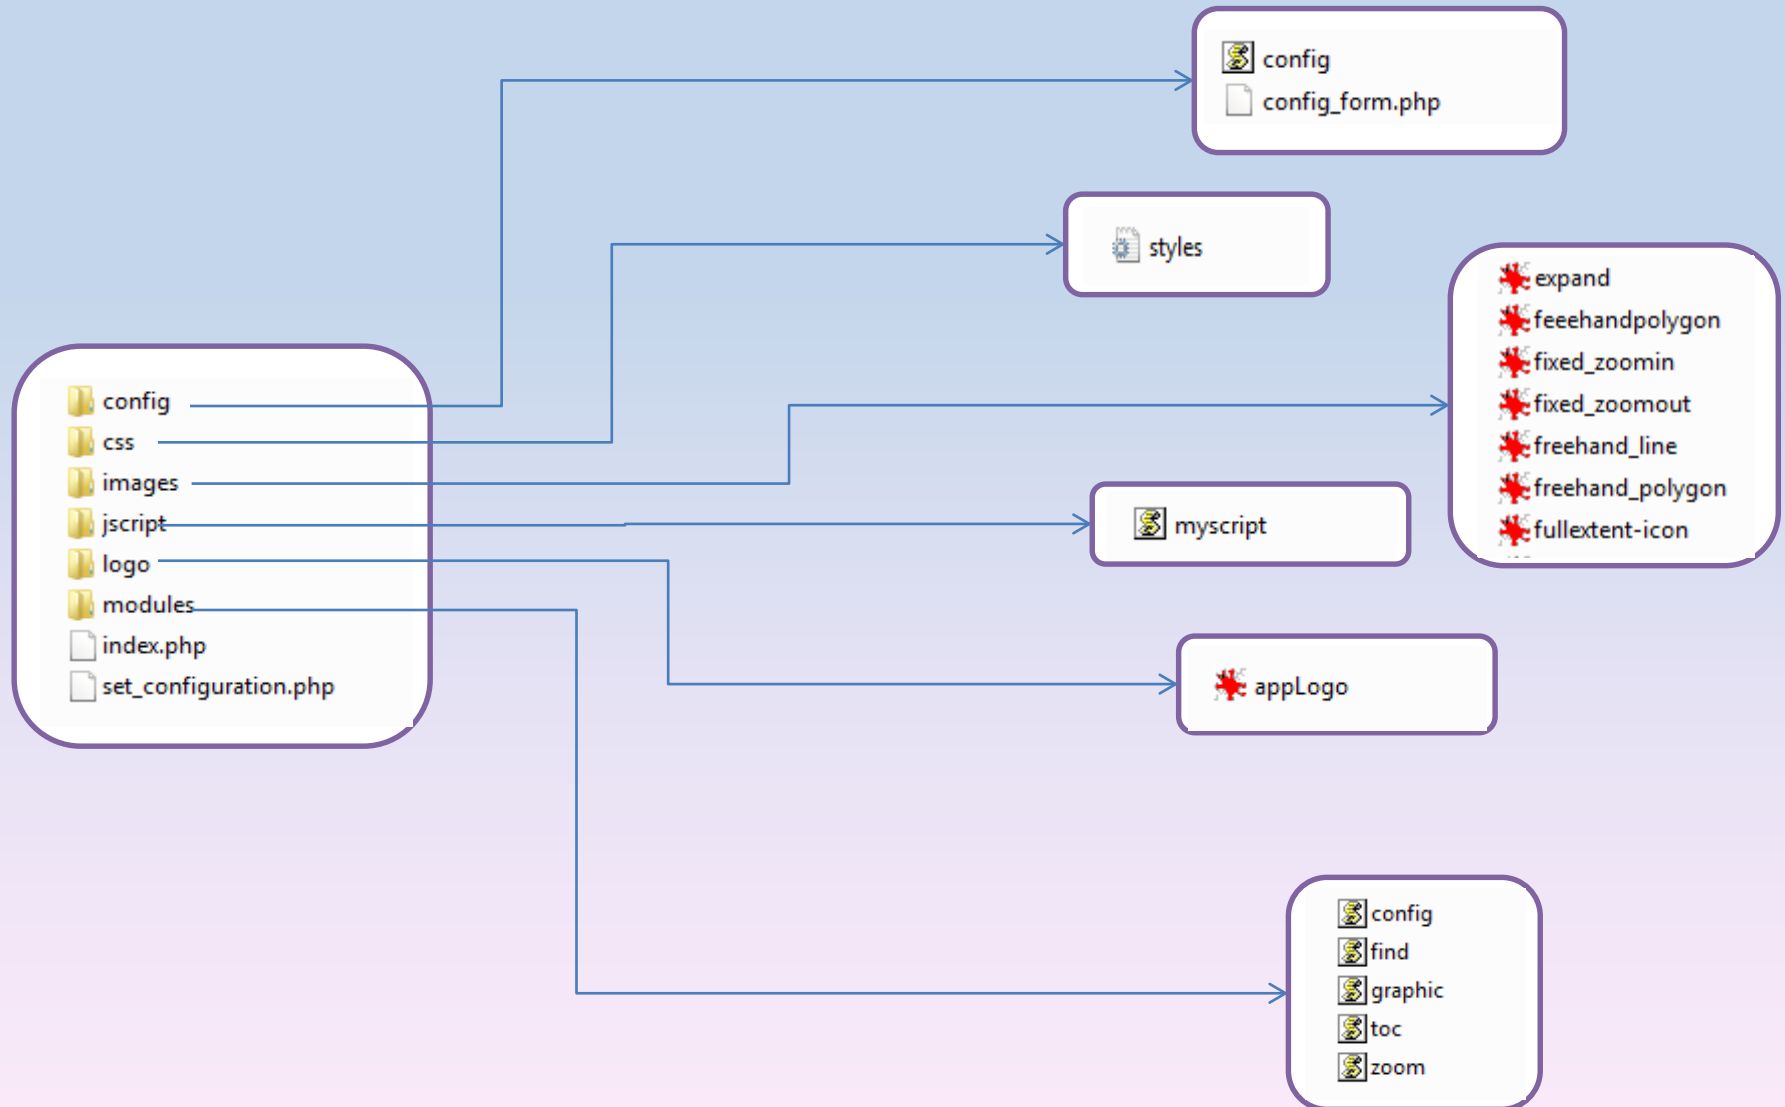 config
css
images
jscript
logo
modules
index.php
set_configuration.php
config
config_form.php
styles
expand
feeehandpolygon
fixed_zoomin
fixed_zoomout
freehand_line
freehand_polygon
fullextent-icon
myscript
appLogo
config
find
graphic
toc
zoom